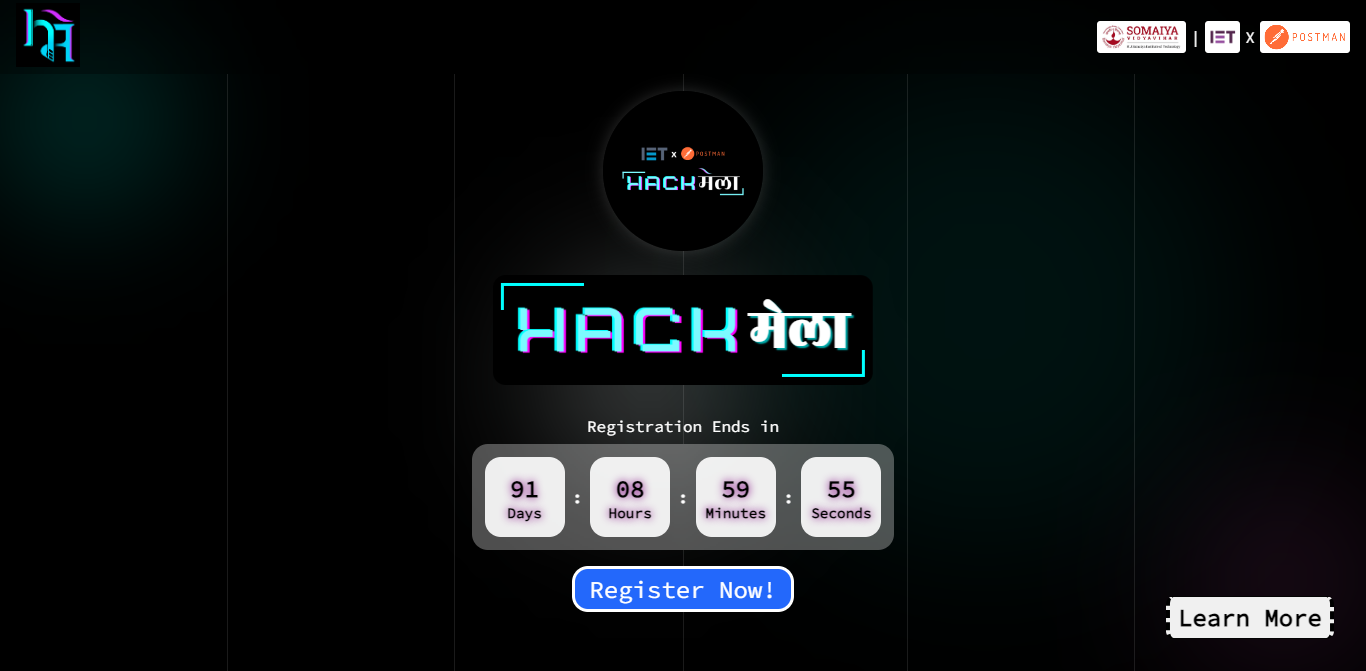 SOMAIYA
VIDYAVIHAR
| IET X POSTMAN
IET x POSTMAN
HACKमेला
HACK मेला
Registration Ends in
91 : 08 : 59 : 55
Days Hours Minutes Seconds
Register Now!
Learn More